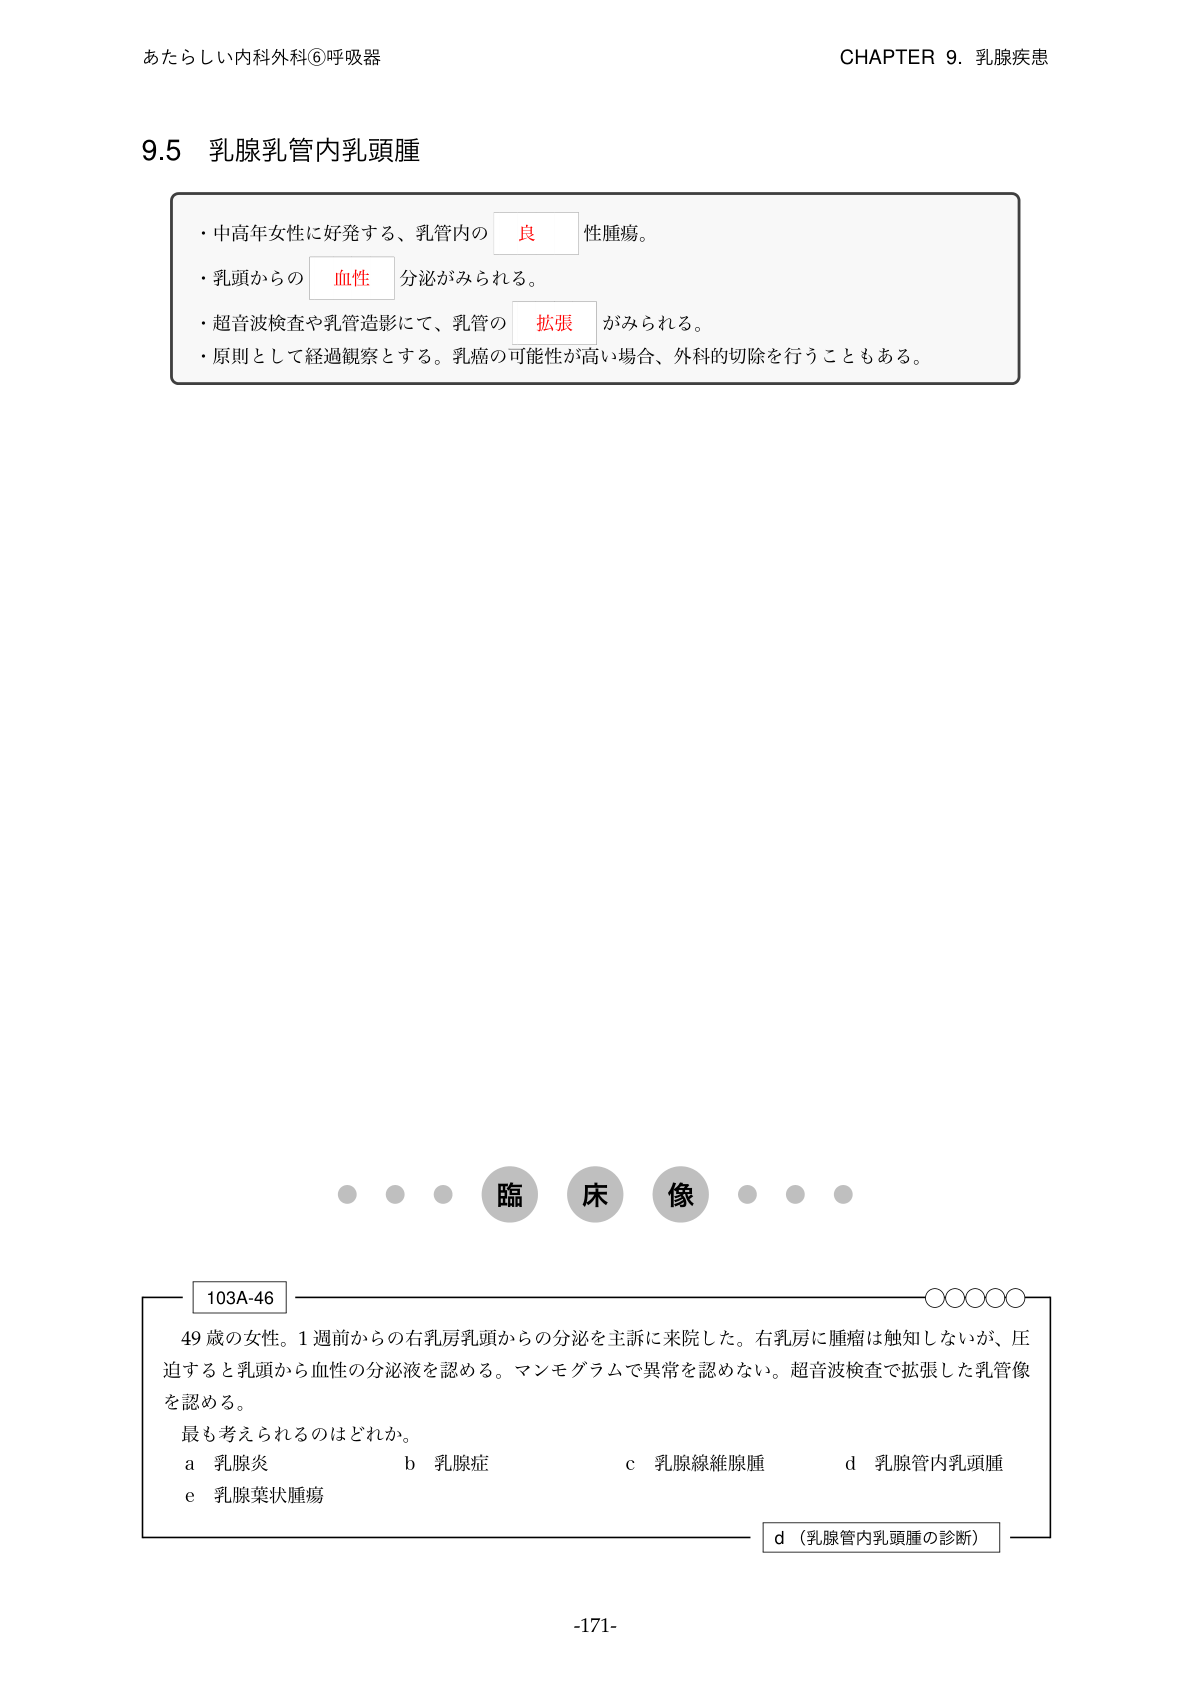 あたらしい内科外科⑥呼吸器
CHAPTER 9. 乳腺疾患
9.5 乳腺乳管内乳頭腫
・中高年女性に好発する、乳管内の 良 性腫瘍。
・乳頭からの 血性 分泌がみられる。
・超音波検査や乳管造影にて、乳管の 拡張 がみられる。
・原則として経過観察とする。乳癌の可能性が高い場合、外科的切除を行うこともある。
臨床像
103A-46
49 歳の女性。1 週前からの右乳房乳頭からの分泌を主訴に来院した。右乳房に腫瘤は触知しないが、圧
迫すると乳頭から血性の分泌液を認める。マンモグラムで異常を認めない。超音波検査で拡張した乳管像
を認める。
最も考えられるのはどれか。
a 乳腺炎 b 乳腺症 c 乳腺線維腺腫 d 乳腺管内乳頭腫
e 乳腺葉状腫瘍
d （乳腺管内乳頭腫の診断）
-171-